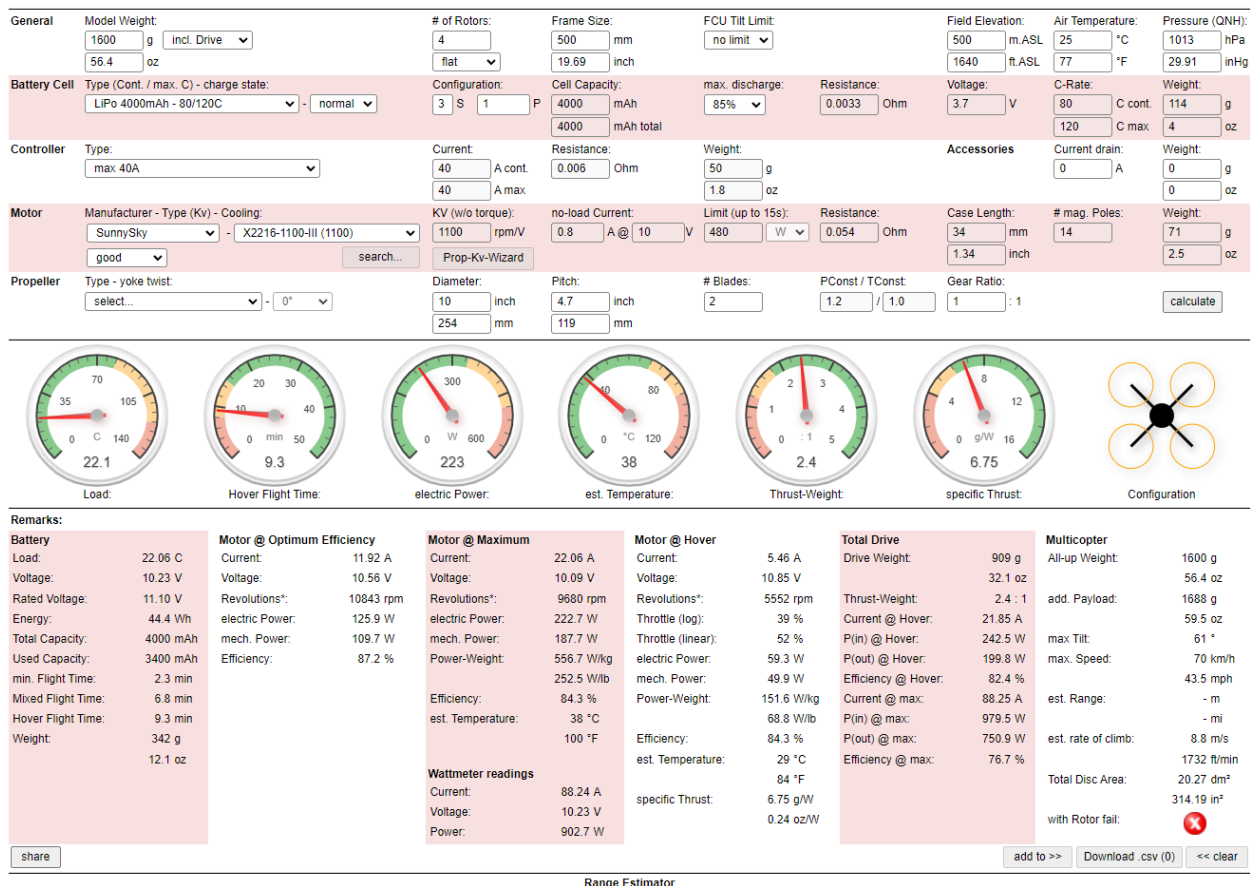 General Model Weight: # of Rotors: Frame Size: FCU Tilt Limit: Field Elevation: Air Temperature: Pressure (QNH):
1600 g incl. Drive 4 500 mm no limit 500 m.ASL 25 °C 1013 hPa
56.4 oz flat 19.69 inch 1640 ft.ASL 77 °F 29.91 inHg
Battery Cell Type (Cont. / max. C) - charge state: Configuration: Cell Capacity: max. discharge: Resistance: Voltage: C-Rate: Weight:
LiPo 4000mAh - 80/120C - normal 3 S 1 P 4000 mAh 85% 0.0033 Ohm 3.7 V 80 C cont. 114 g
4000 mAh total 120 C max 4 oz
Controller Type: Current: Resistance: Weight: Accessories Current drain: Weight:
max 40A 40 A cont. 0.006 Ohm 50 g 0 A 0 g
40 A max 1.8 oz 0 oz
Motor Manufacturer - Type (Kv) - Cooling: KV (w/o torque): no-load Current: Limit (up to 15s): Resistance: Case Length: # mag. Poles: Weight:
SunnySky - X2216-1100-III (1100) 1100 rpm/V 0.8 A @ 10 V 480 W 0.054 Ohm 34 mm 14 71 g
good search... Prop-Kv-Wizard 1.34 inch 2.5 oz
Propeller Type - yoke twist: Diameter: Pitch: # Blades: PConst / TConst: Gear Ratio:
select... - 0° 10 inch 4.7 inch 2 1.2 / 1.0 1 : 1 calculate
254 mm 119 mm
0 35 70 105 140 C 22.1
0 10 20 30 40 50 min 9.3
0 300 600 W 223
0 40 80 120 °C 38
0 1 2 3 4 5 : 1 2.4
0 4 8 12 16 g/W 6.75
Load: Hover Flight Time: electric Power: est. Temperature: Thrust-Weight: specific Thrust: Configuration
Remarks:
Battery
Load: 22.06 C
Voltage: 10.23 V
Rated Voltage: 11.10 V
Energy: 44.4 Wh
Total Capacity: 4000 mAh
Used Capacity: 3400 mAh
min. Flight Time: 2.3 min
Mixed Flight Time: 6.8 min
Hover Flight Time: 9.3 min
Weight: 342 g
12.1 oz
Motor @ Optimum Efficiency
Current: 11.92 A
Voltage: 10.56 V
Revolutions*: 10843 rpm
electric Power: 125.9 W
mech. Power: 109.7 W
Efficiency: 87.2 %
Motor @ Maximum
Current: 22.06 A
Voltage: 10.09 V
Revolutions*: 9680 rpm
electric Power: 222.7 W
mech. Power: 187.7 W
Power-Weight: 556.7 W/kg
252.5 W/lb
Efficiency: 84.3 %
est. Temperature: 38 °C
100 °F
Wattmeter readings
Current: 88.24 A
Voltage: 10.23 V
Power: 902.7 W
Motor @ Hover
Current: 5.46 A
Voltage: 10.85 V
Revolutions*: 5552 rpm
Throttle (log): 39 %
Throttle (linear): 52 %
electric Power: 59.3 W
mech. Power: 49.9 W
Power-Weight: 151.6 W/kg
68.8 W/lb
Efficiency: 84.3 %
est. Temperature: 29 °C
84 °F
specific Thrust: 6.75 g/W
0.24 oz/W
Total Drive
Drive Weight: 909 g
32.1 oz
Thrust-Weight: 2.4 : 1
Current @ Hover: 21.85 A
P(in) @ Hover: 242.5 W
P(out) @ Hover: 199.8 W
Efficiency @ Hover: 82.4 %
Current @ max: 88.25 A
P(in) @ max: 979.5 W
P(out) @ max: 750.9 W
Efficiency @ max: 76.7 %
Multicopter
All-up Weight: 1600 g
56.4 oz
add. Payload: 1688 g
59.5 oz
max Tilt: 61 °
max. Speed: 70 km/h
43.5 mph
est. Range: - m
- mi
est. rate of climb: 8.8 m/s
1732 ft/min
Total Disc Area: 20.27 dm²
314.19 in²
with Rotor fail:
share add to >> Download .csv (0) << clear
Range Estimator